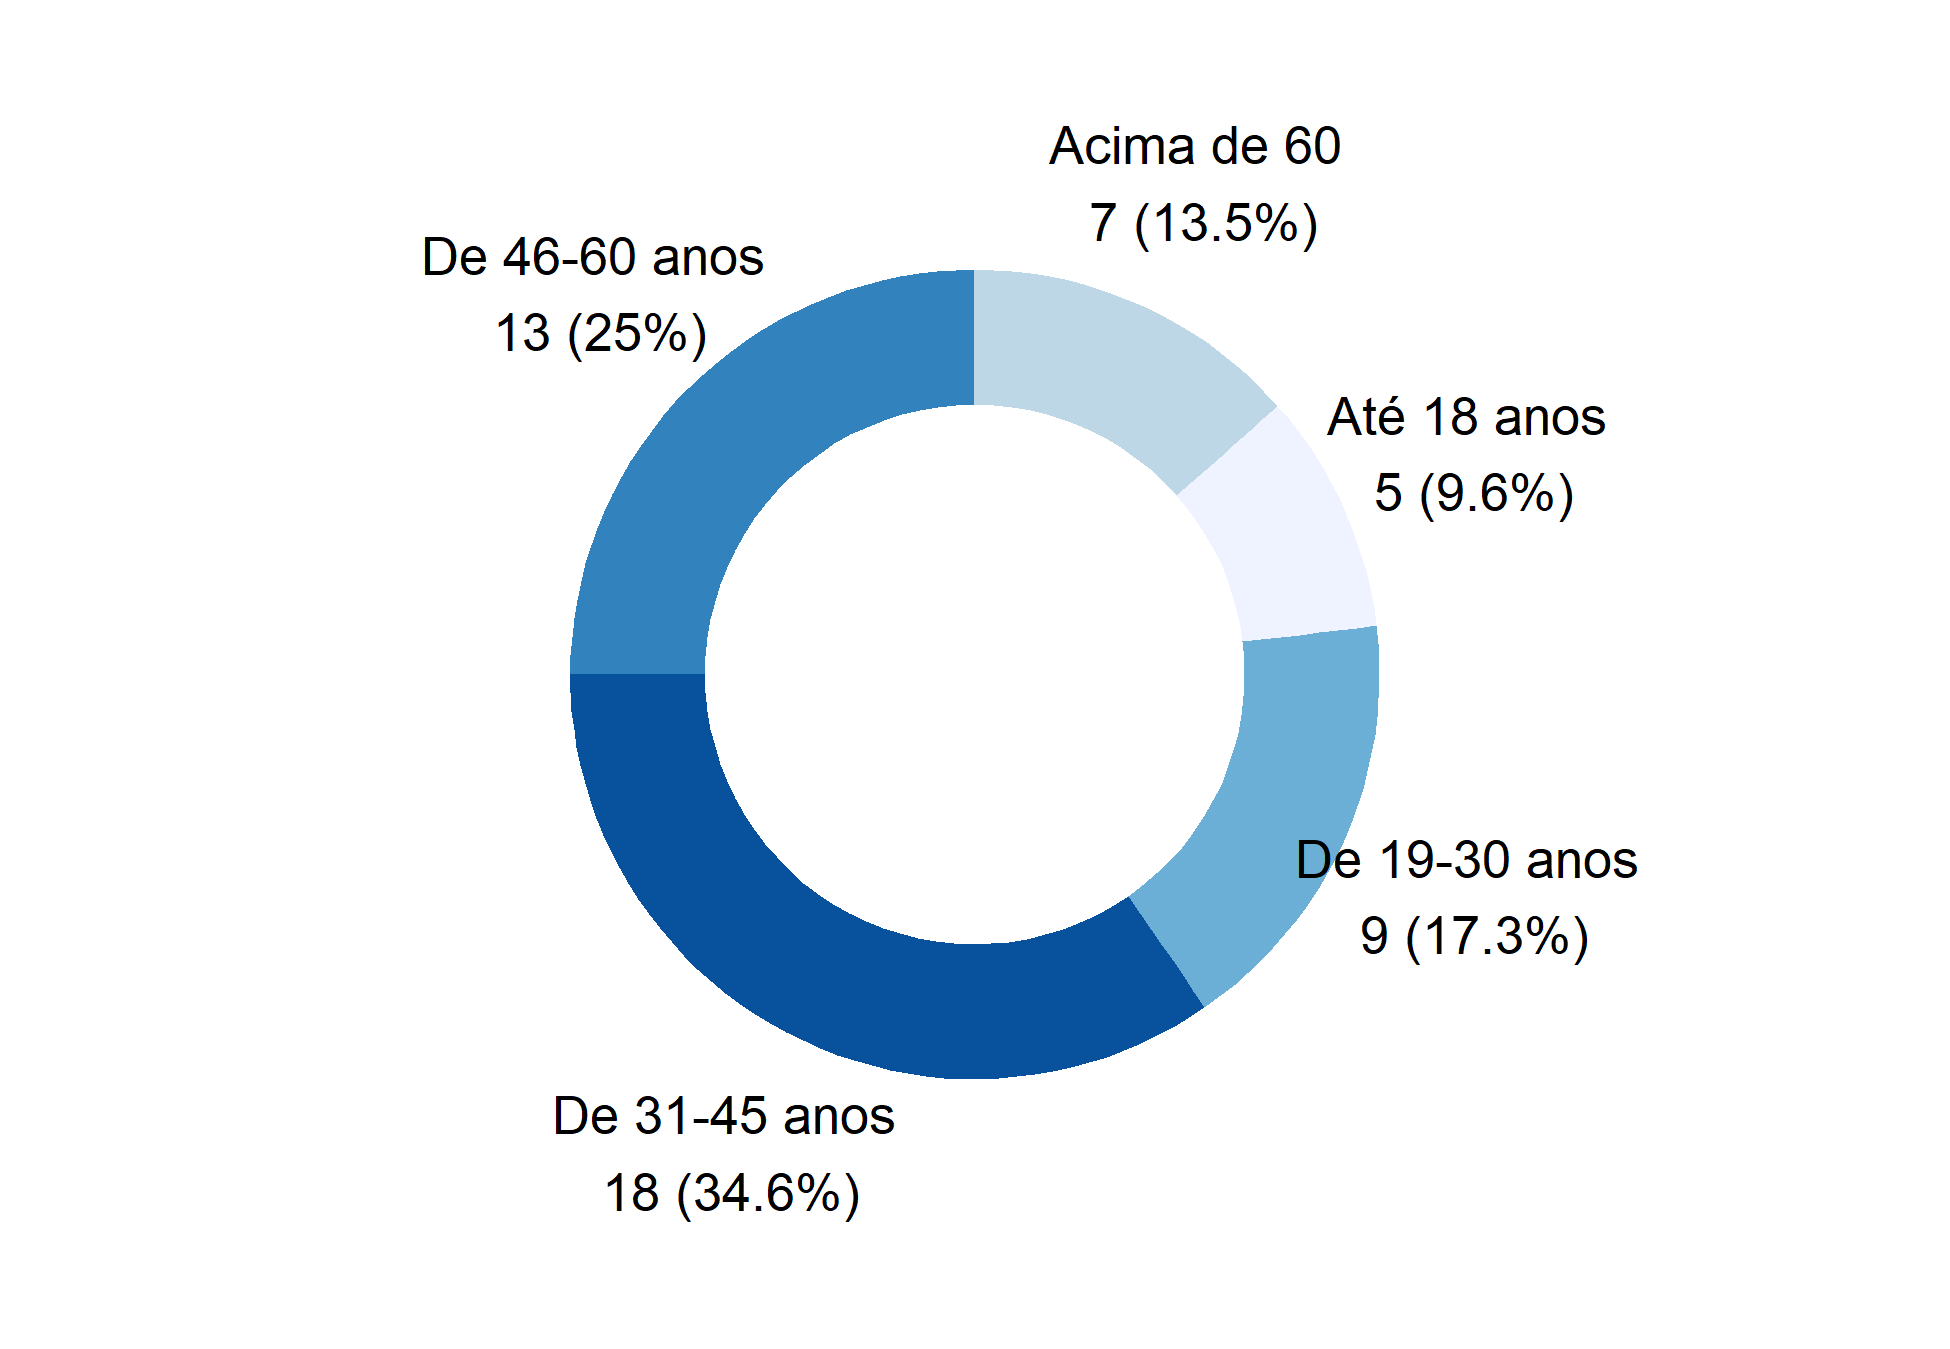 Acima de 60
7 (13.5%)
De 46-60 anos
13 (25%)
Até 18 anos
5 (9.6%)
De 19-30 anos
9 (17.3%)
De 31-45 anos
18 (34.6%)